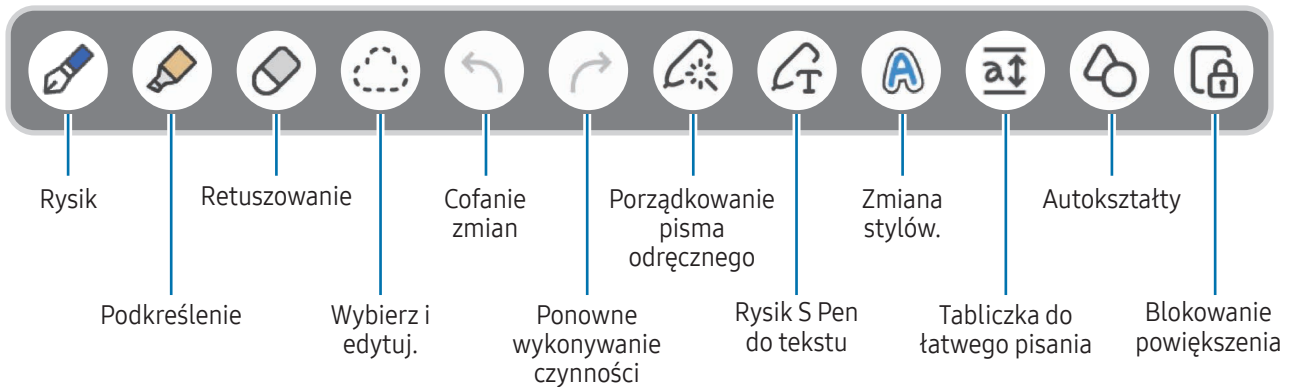 Rysik
Retuszowanie
Cofanie
zmian
Porządkowanie
pisma
odręcznego
Zmiana
stylów.
Autokształty
Podkreślenie
Wybierz i
edytuj.
Ponowne
wykonywanie
czynności
Rysik S Pen
do tekstu
Tabliczka do
łatwego pisania
Blokowanie
powiększenia